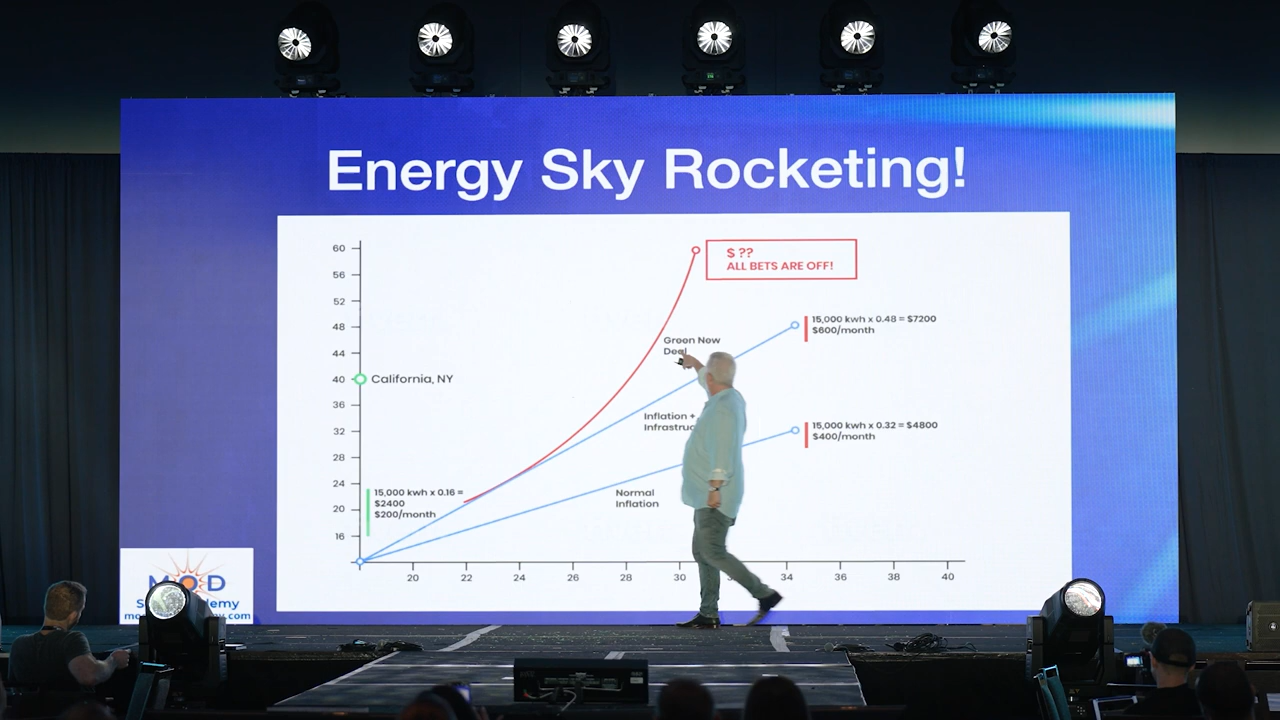 Energy Sky Rocketing!
60
56
52
48
44
40
36
32
28
24
20
16
$ ??
ALL BETS ARE OFF!
15,000 kwh x 0.48 = $7200
$600/month
Green New
Deal
California, NY
Inflation +
15,000 kwh x 0.32 = $4800
$400/month
15,000 kwh x 0.16 =
$2400
$200/month
Normal
Inflation
20
22
24
26
28
30
34
36
38
40